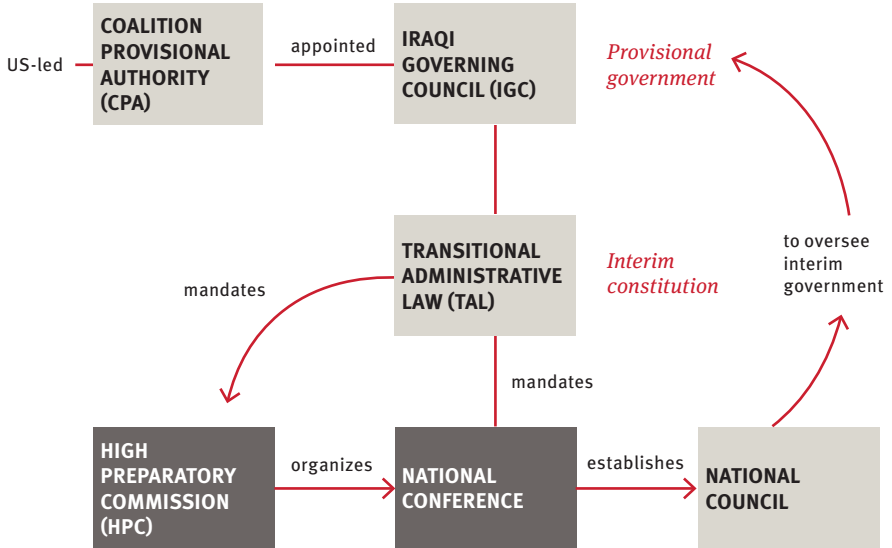 US-led
COALITION
PROVISIONAL
AUTHORITY
(CPA)
appointed
IRAQI
GOVERNING
COUNCIL (IGC)
Provisional
government
TRANSITIONAL
ADMINISTRATIVE
LAW (TAL)
Interim
constitution
to oversee
interim
government
mandates
mandates
HIGH
PREPARATORY
COMMISSION
(HPC)
organizes
NATIONAL
CONFERENCE
establishes
NATIONAL
COUNCIL